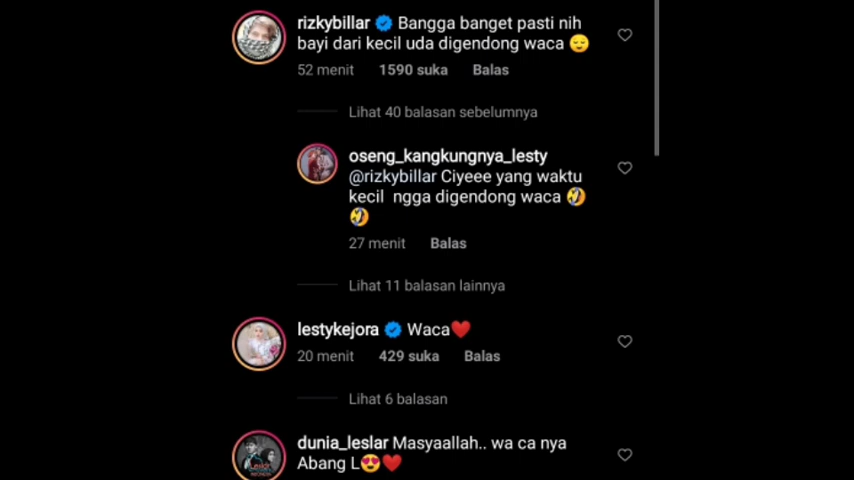 rizkybillar Bangga banget pasti nih
bayi dari kecil uda digendong waca 😌
52 menit 1590 suka Balas
Lihat 40 balasan sebelumnya
oseng_kangkungnya_lesty
@rizkybillar Ciyeee yang waktu
kecil ngga digendong waca 🤣
🤣
27 menit Balas
Lihat 11 balasan lainnya
lestykejora Waca❤️
20 menit 429 suka Balas
Lihat 6 balasan
dunia_leslar Masyaallah.. wa ca nya
Abang L😍❤️